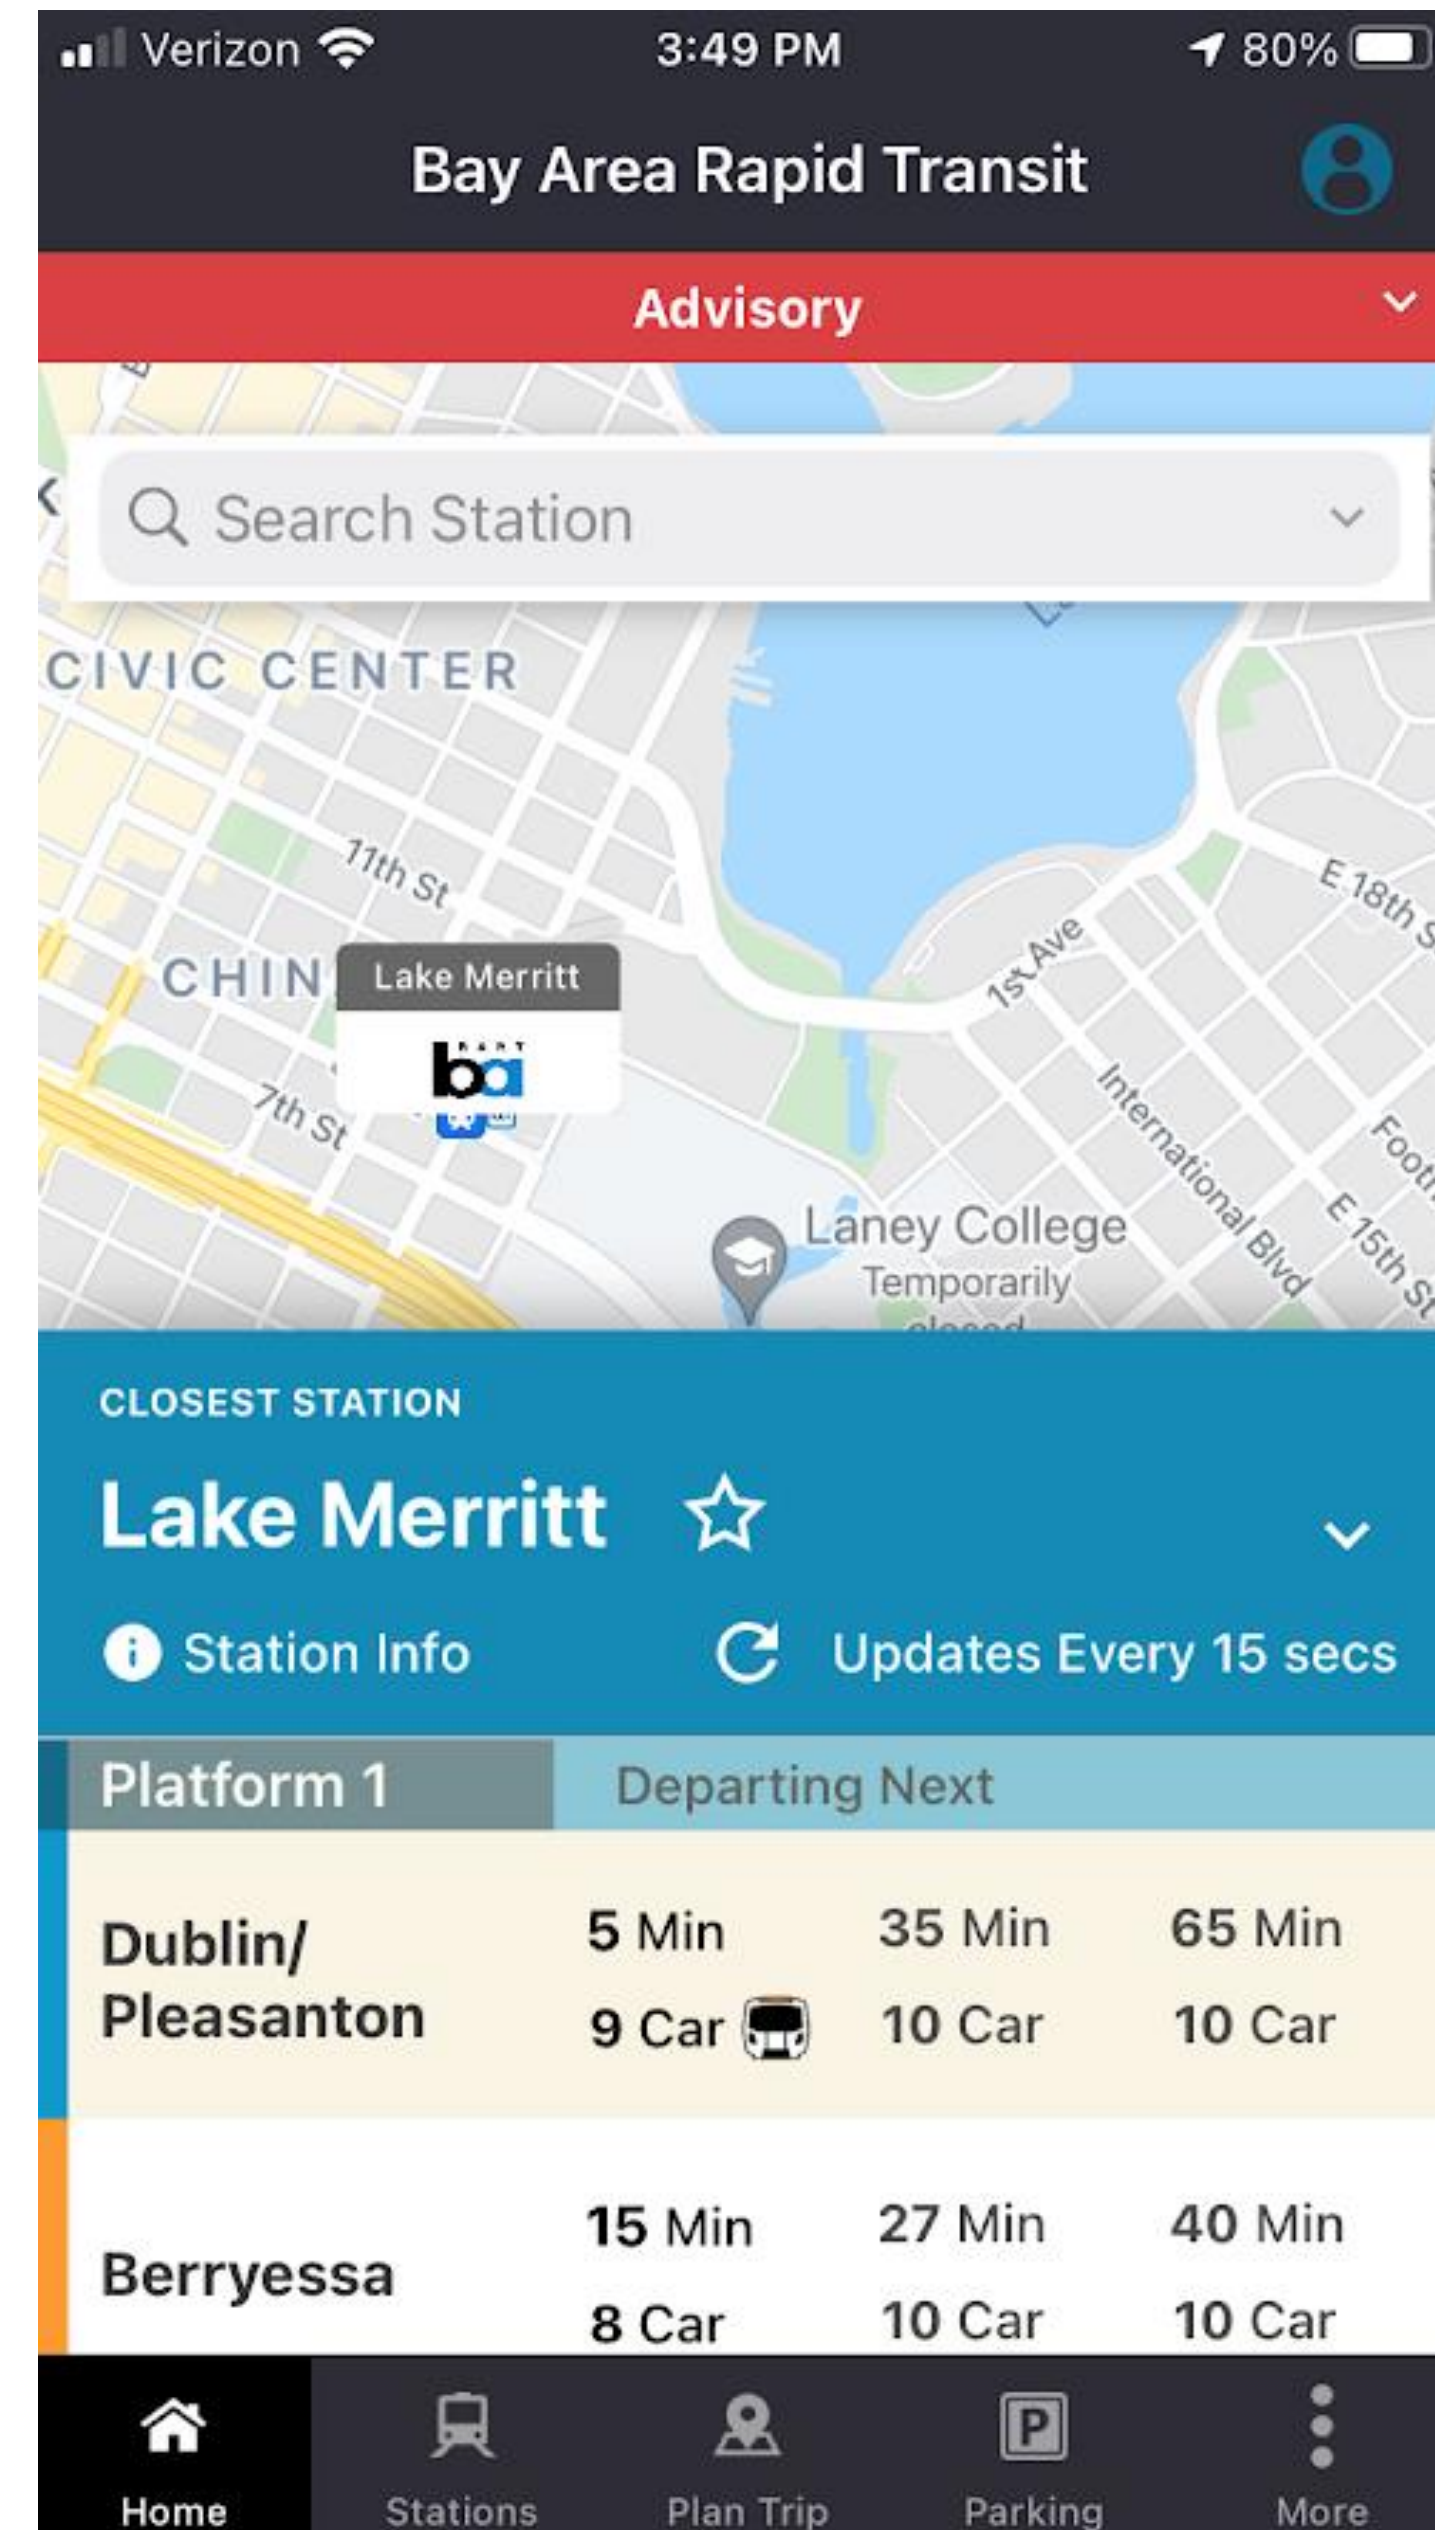 Verizon 3:49 PM 80%
Bay Area Rapid Transit
Advisory
Search Station
CIVIC CENTER
11th St
E 18th S
1st Ave
CHIN
Lake Merritt
BART
ba
7th St
International Blvd
Footh
E 15th St
Laney College
Temporarily
closed
CLOSEST STATION
Lake Merritt
Station Info Updates Every 15 secs
Platform 1 Departing Next
Dublin/
Pleasanton
5 Min 35 Min 65 Min
9 Car 10 Car 10 Car
Berryessa
15 Min 27 Min 40 Min
8 Car 10 Car 10 Car
P
Home Stations Plan Trip Parking More